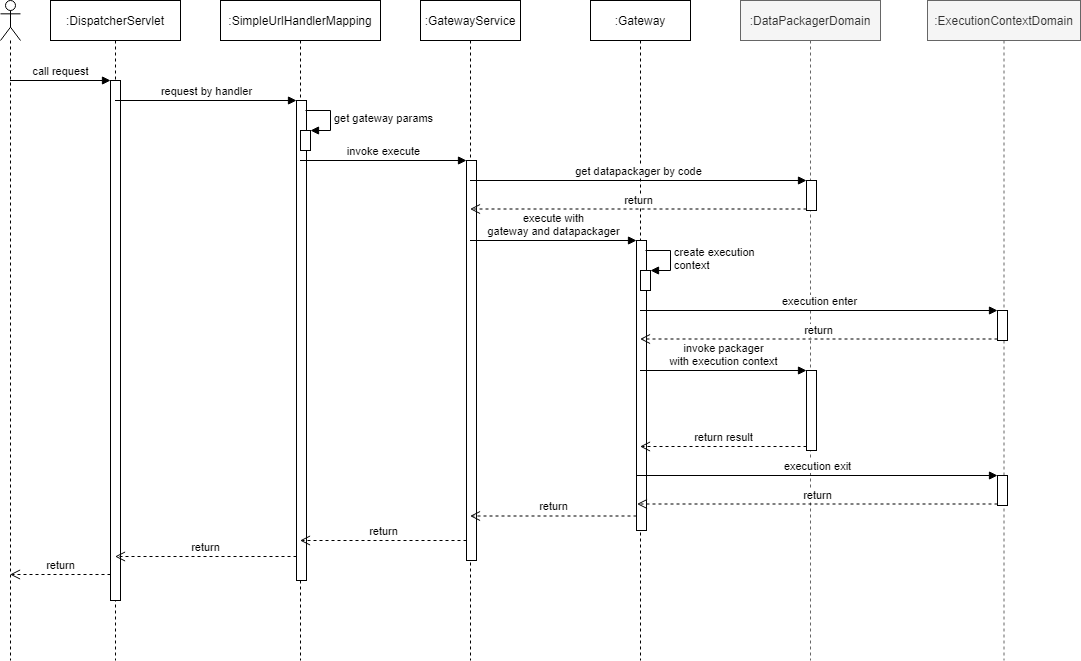 :DispatcherServlet
:SimpleUrlHandlerMapping
:GatewayService
:Gateway
:DataPackagerDomain
:ExecutionContextDomain
call request
request by handler
get gateway params
invoke execute
get datapackager by code
return
execute with
gateway and datapackager
create execution
context
execution enter
return
invoke packager
with execution context
return result
execution exit
return
return
return
return
return